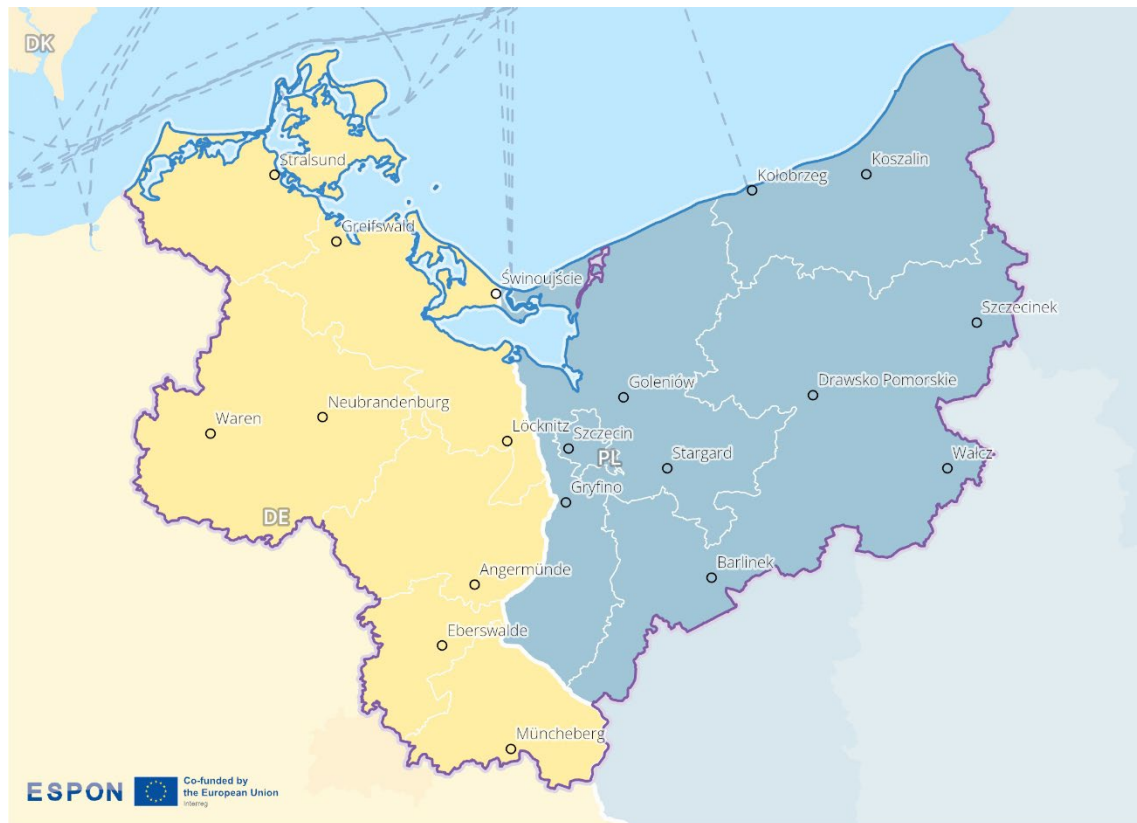 DK
Stralsund
Koszalin
Kołobrzeg
Greifswald
Świnoujście
Szczecinek
Drawsko Pomorskie
Goleniów
Neubrandenburg
Waren
Löcknitz
Szczecin
PL
Stargard
Wałcz
Gryfino
DE
Angermünde
Barlinek
Eberswalde
Müncheberg
ESPON
Co-funded by
the European Union
Interreg